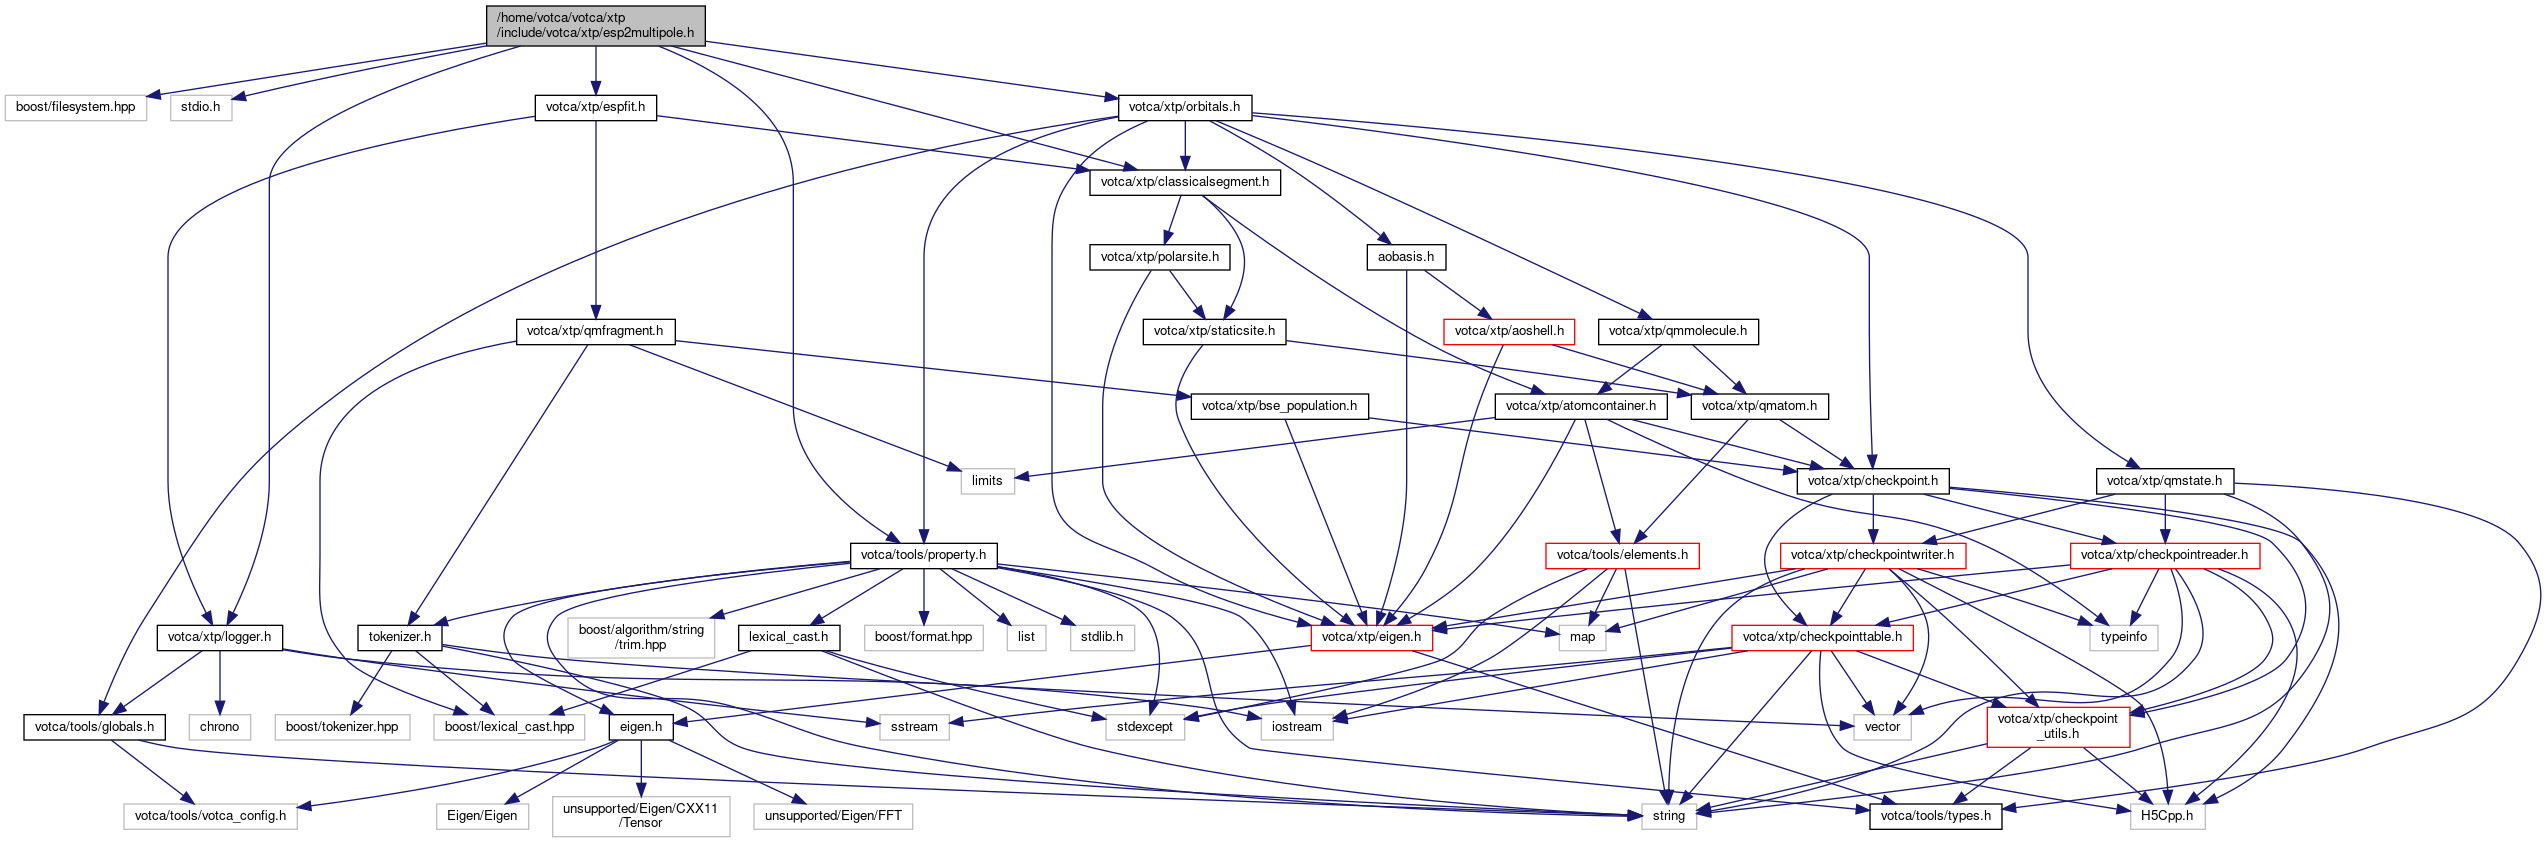 /home/votca/votca/xtp
/include/votca/xtp/esp2multipole.h
boost/filesystem.hpp
stdio.h
votca/xtp/espfit.h
votca/xtp/orbitals.h
votca/xtp/classicalsegment.h
votca/xtp/polarsite.h
aobasis.h
votca/xtp/qmfragment.h
votca/xtp/staticsite.h
votca/xtp/aoshell.h
votca/xtp/qmmolecule.h
votca/xtp/bse_population.h
votca/xtp/atomcontainer.h
votca/xtp/qmatom.h
limits
votca/xtp/checkpoint.h
votca/xtp/qmstate.h
votca/tools/property.h
votca/tools/elements.h
votca/xtp/checkpointwriter.h
votca/xtp/checkpointreader.h
votca/xtp/logger.h
tokenizer.h
boost/algorithm/string
/trim.hpp
lexical_cast.h
boost/format.hpp
list
stdlib.h
votca/xtp/eigen.h
map
votca/xtp/checkpointtable.h
typeinfo
votca/tools/globals.h
chrono
boost/tokenizer.hpp
boost/lexical_cast.hpp
eigen.h
sstream
stdexcept
iostream
vector
votca/xtp/checkpoint
_utils.h
votca/tools/votca_config.h
Eigen/Eigen
unsupported/Eigen/CXX11
/Tensor
unsupported/Eigen/FFT
string
votca/tools/types.h
H5Cpp.h